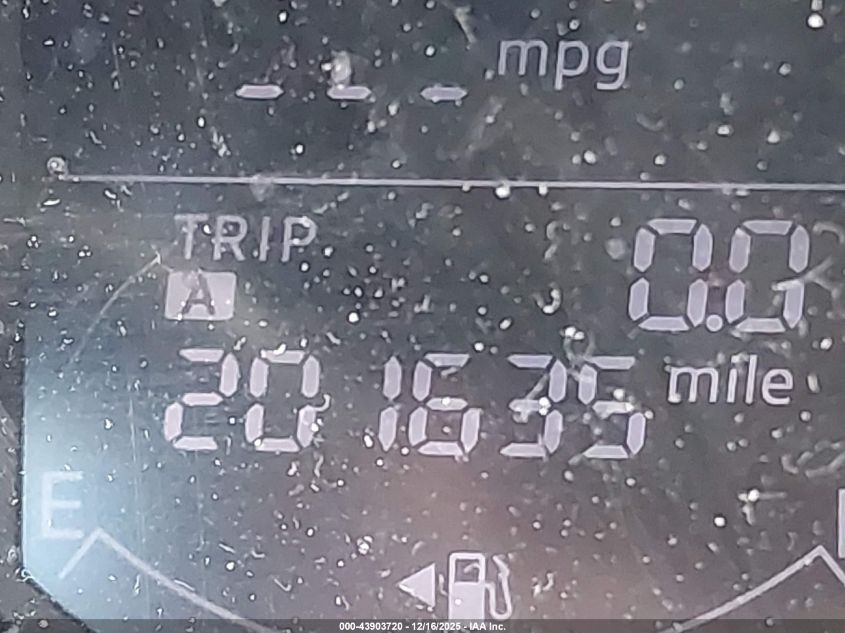 --- mpg
TRIP 0.0
A
201635 mile
E
000-43903720 - 12/16/2025 - IAA Inc.